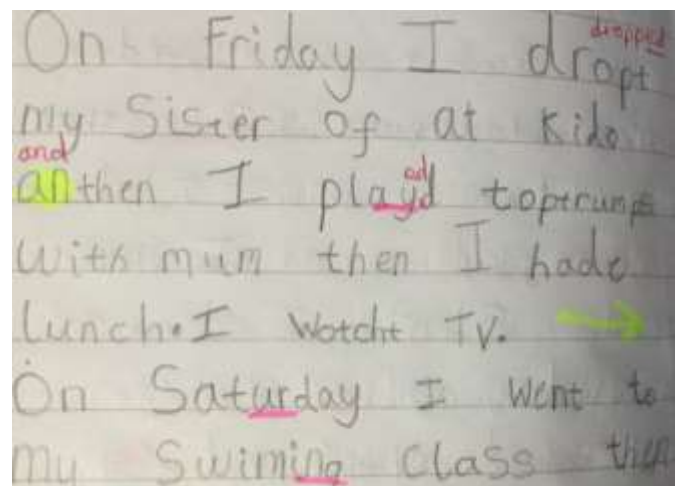 dropped
On Friday I dropt
my Sister of at Kids
and
an then I playd toptrumps
ed
With mum then I hade
lunch. I Wotcht TV.
On Saturday I Went to
my Swiming Class then